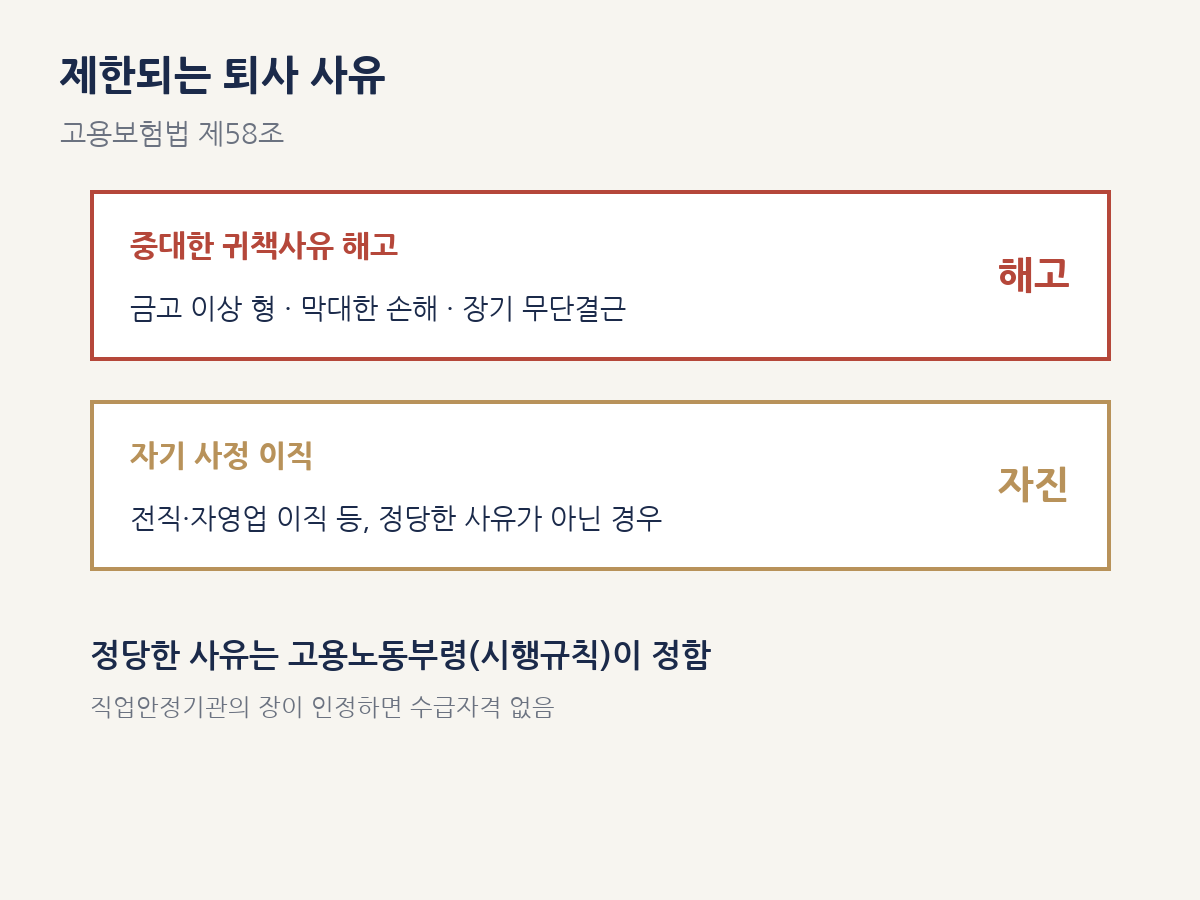 제한되는 퇴사 사유
고용보험법 제58조
중대한 귀책사유 해고
금고 이상 형 · 막대한 손해 · 장기 무단결근
해고
자기 사정 이직
전직·자영업 이직 등, 정당한 사유가 아닌 경우
자진
정당한 사유는 고용노동부령(시행규칙)이 정함
직업안정기관의 장이 인정하면 수급자격 없음